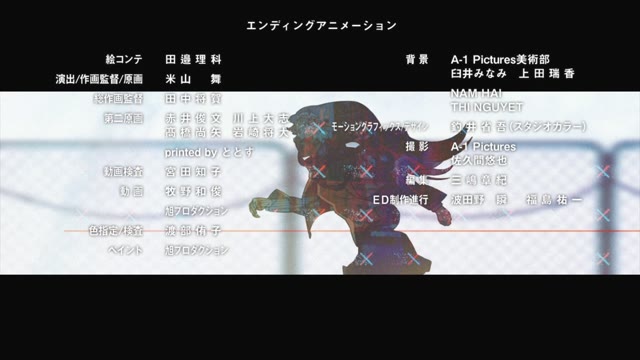 エンディングアニメーション
絵コンテ 田邉理科
演出/作画監督/原画 米山 舞
総作画監督 田中将賀
第二原画 赤井俊文 川上大志
高橋尚矢 岩崎将大
printed by ととす
動画検査 宮田知子
動画 牧野和俊
旭プロダクション
色指定/検査 渡部侑子
ペイント 旭プロダクション
背景 A-1 Pictures美術部
臼井みなみ 上田瑞香
NAM HAI
THI NGUYET
モーショングラフィックス/デザイン 釣井省吾(スタジオカラー)
撮影 A-1 Pictures
佐久間悠也
編集 三嶋章紀
ED制作進行 波田野 瞬 福島祐一